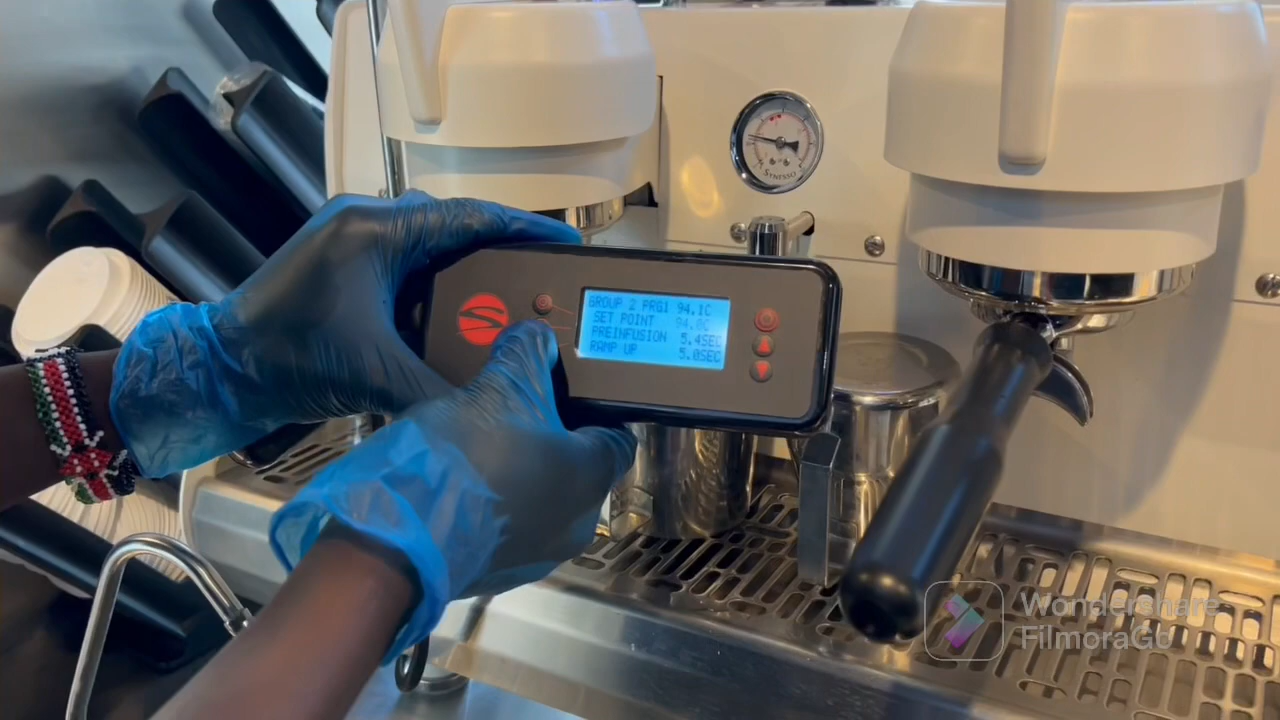 SYNESSO
GROUP 2 PRG1 94.1C
SET POINT 94.0C
PREINFUSION 5.4SEC
RAMP UP 5.0SEC
Wondershare
FilmoraGo